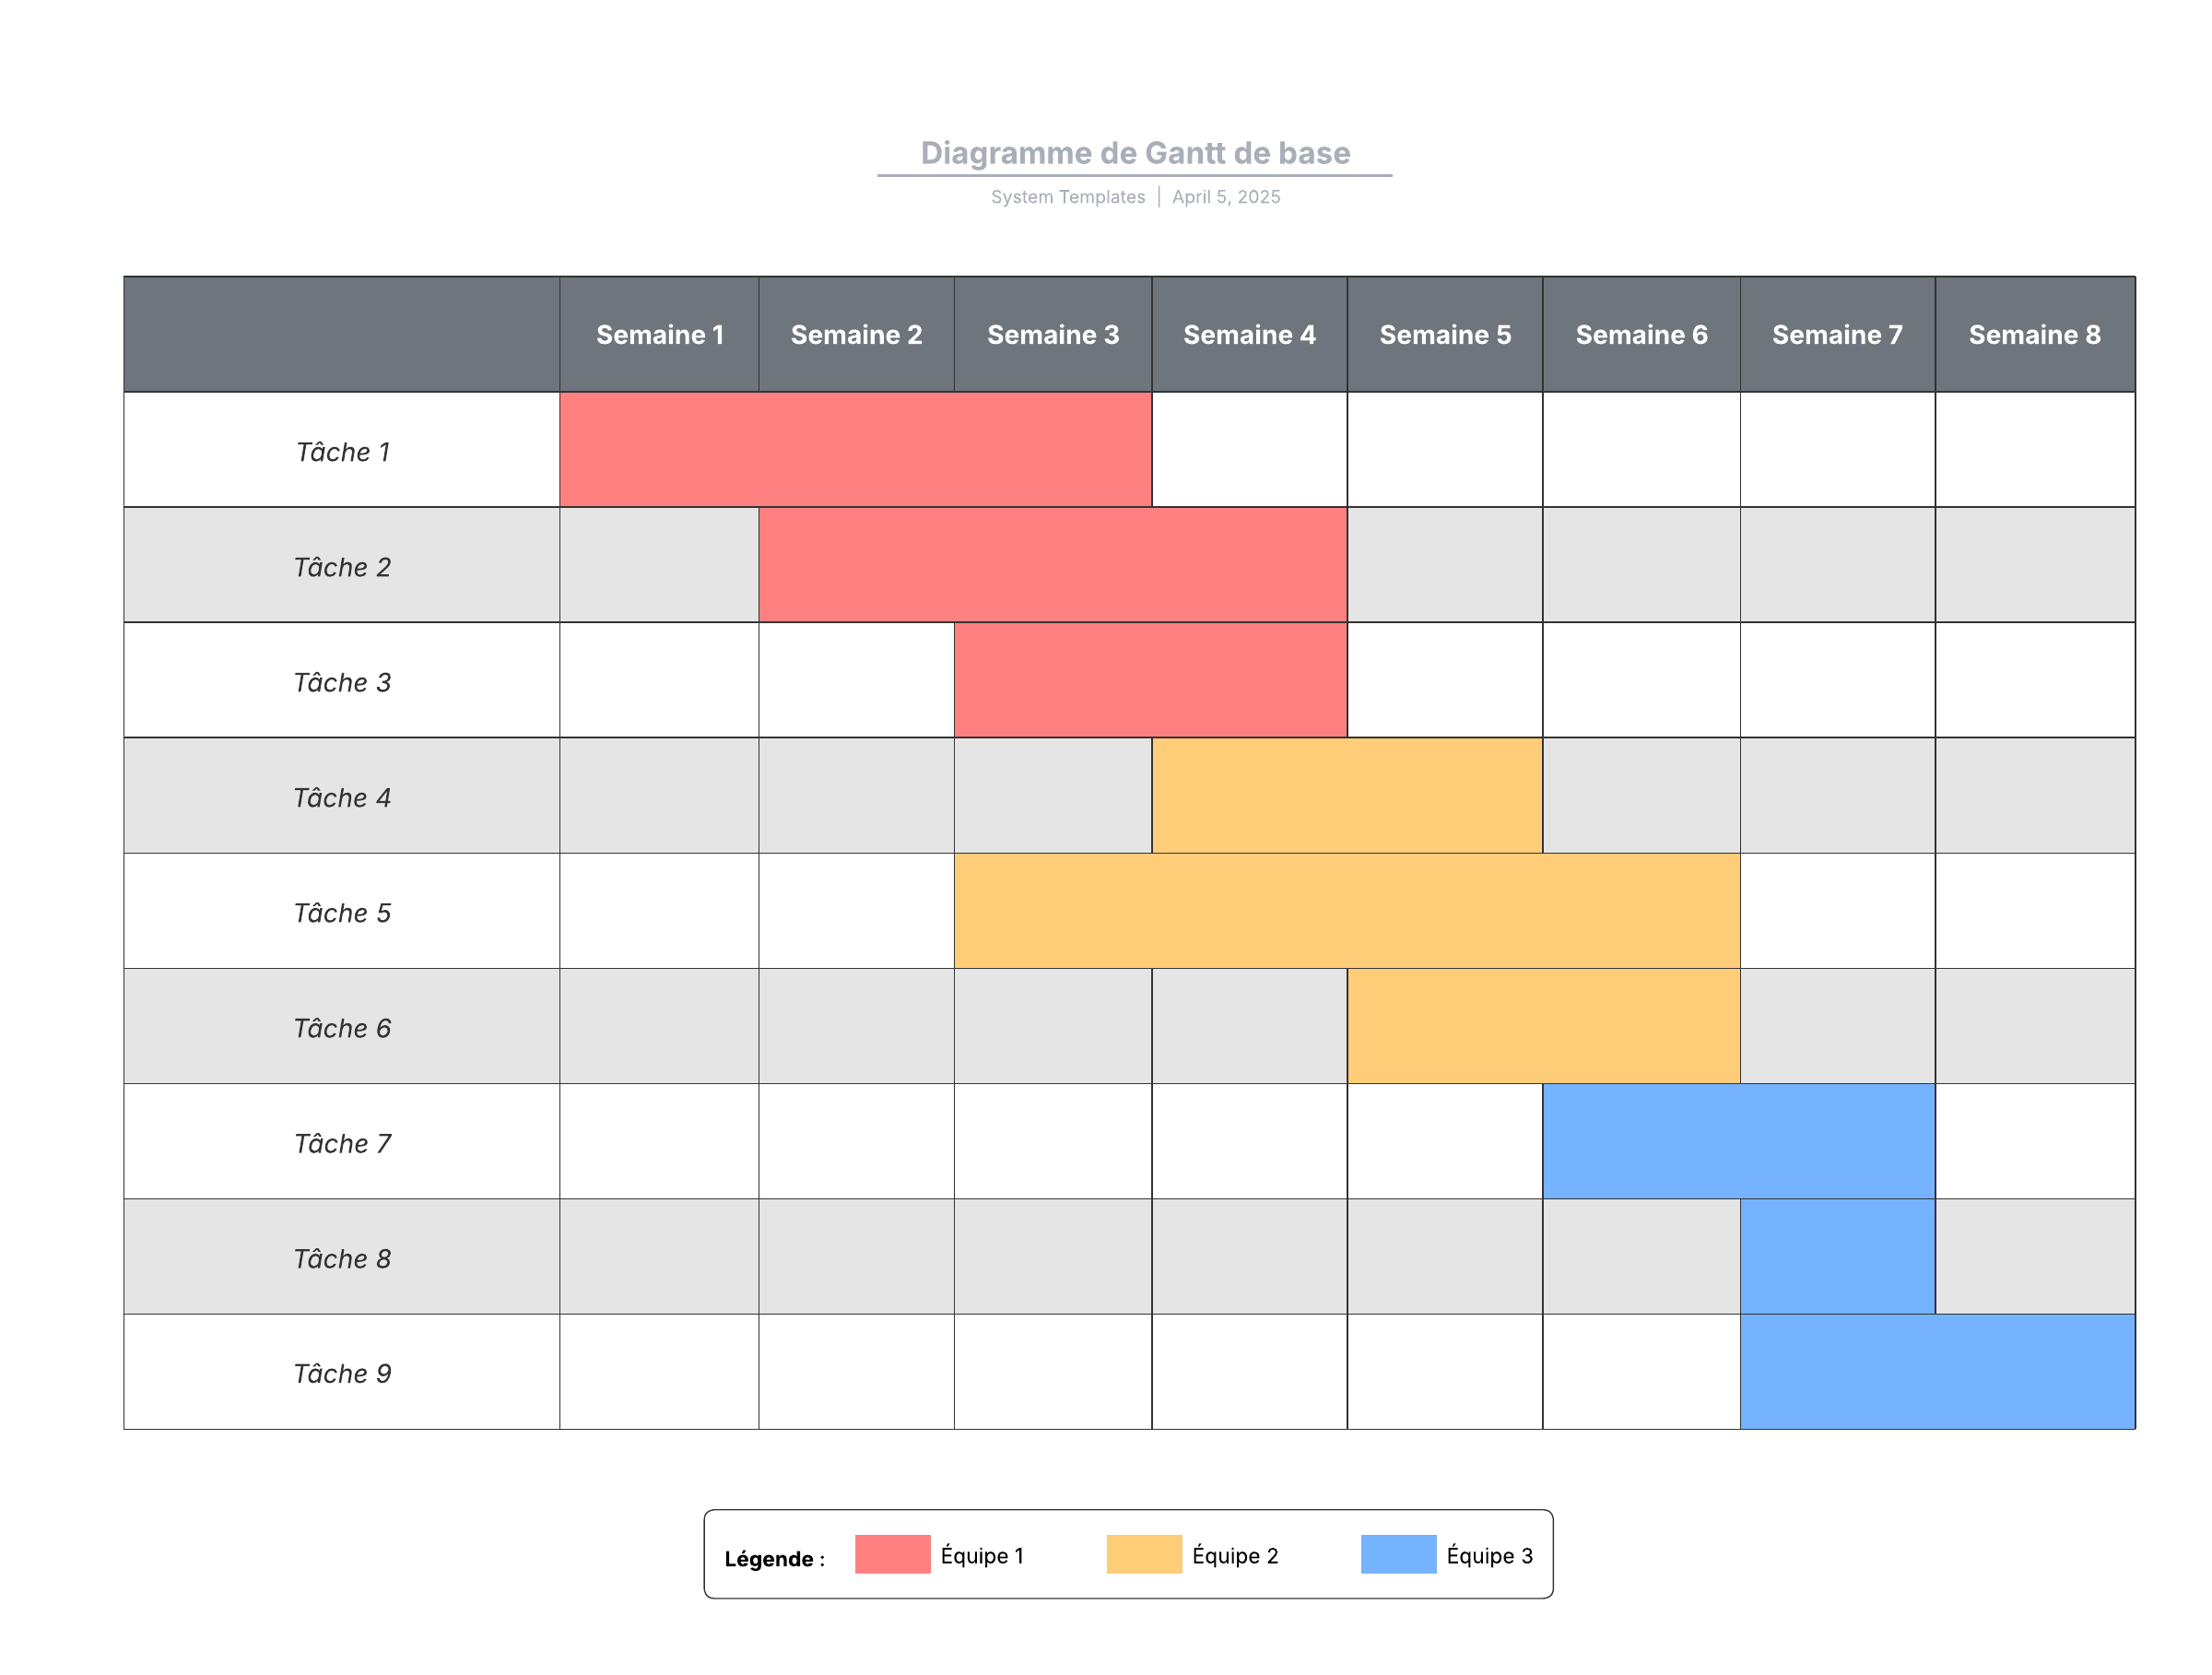 Diagramme de Gantt de base
System Templates | April 5, 2025
Semaine 1 Semaine 2 Semaine 3 Semaine 4 Semaine 5 Semaine 6 Semaine 7 Semaine 8
Tâche 1
Tâche 2
Tâche 3
Tâche 4
Tâche 5
Tâche 6
Tâche 7
Tâche 8
Tâche 9
Légende : Équipe 1 Équipe 2 Équipe 3